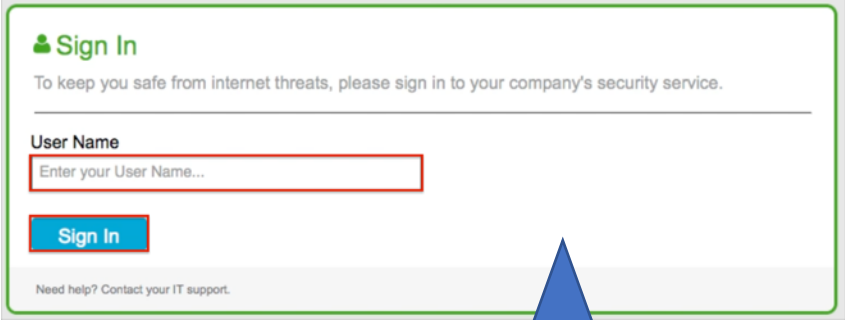 Sign In
To keep you safe from internet threats, please sign in to your company's security service.
User Name
Enter your User Name...
Sign In
Need help? Contact your IT support.